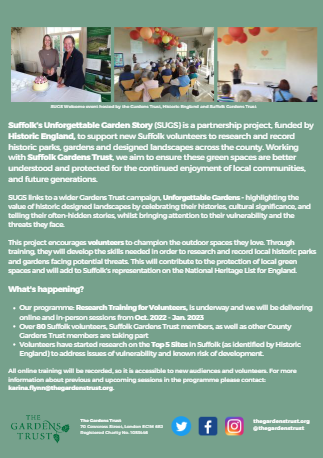 SUGS Welcome event hosted by the Gardens Trust, Historic England and Suffolk Gardens Trust
Suffolk's Unforgettable Garden Story (SUGS) is a partnership project, funded by
Historic England, to support new Suffolk volunteers to research and record
historic parks, gardens and designed landscapes across the county. Working
with Suffolk Gardens Trust, we aim to ensure these green spaces are better
understood and protected for the continued enjoyment of local communities,
and future generations.
SUGS links to a wider Gardens Trust campaign, Unforgettable Gardens - highlighting the
value of historic designed landscapes by celebrating their histories, cultural significance, and
telling their often-hidden stories, whilst bringing attention to their vulnerability and the
threats they face.
This project encourages volunteers to champion the outdoor spaces they love. Through
training, they will develop the skills needed in order to research and record local historic parks
and gardens facing potential threats. This will contribute to the protection of local green
spaces and will add to Suffolk's representation on the National Heritage List for England.
What's happening?
• Our programme: Research Training for Volunteers, is underway and we will be delivering
online and in-person sessions from Oct. 2022 - Jan. 2023
• Over 80 Suffolk volunteers, Suffolk Gardens Trust members, as well as other County
Gardens Trust members are taking part
• Volunteers have started research on the Top 5 Sites in Suffolk (as identified by Historic
England) to address issues of vulnerability and known risk of development.
All online training will be recorded, so it is accessible to new audiences and volunteers. For more
information about previous and upcoming sessions in the programme please contact:
karina.flynn@thegardenstrust.org.
THE
GARDENS
TRUST
The Gardens Trust
70 Cowcross Street, London EC1M 6EJ
Registered Charity No. 1053446
thegardenstrust.org
@thegardenstrust